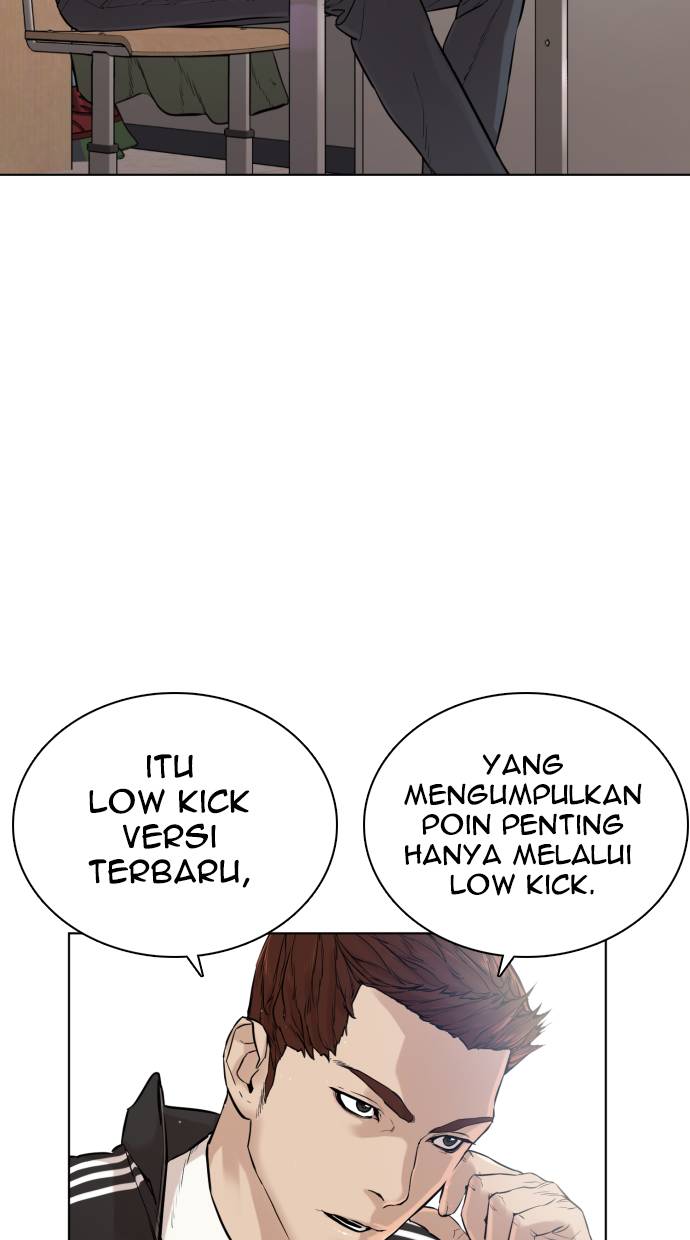 ITU
LOW KICK
VERSI
TERBARU,
YANG
MENGUMPULKAN
POIN PENTING
HANYA MELALUI
LOW KICK.